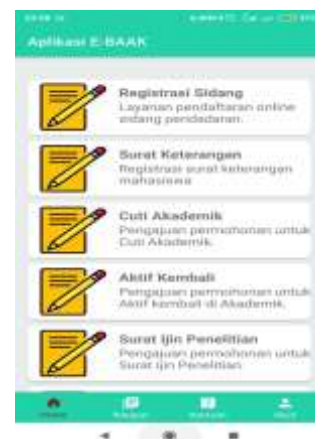 Aplikasi E-BAAK
Registrasi Sidang
Layanan pendaftaran online
sidang pendadaran.
Surat Keterangan
Registrasi surat keterangan
mahasiswa
Cuti Akademik
Pengajuan permohonan untuk
Cuti Akademik.
Aktif Kembali
Pengajuan permohonan untuk
Aktif kembali di Akademik.
Surat Ijin Penelitian
Pengajuan permohonan untuk
Surat Ijin Penelitian